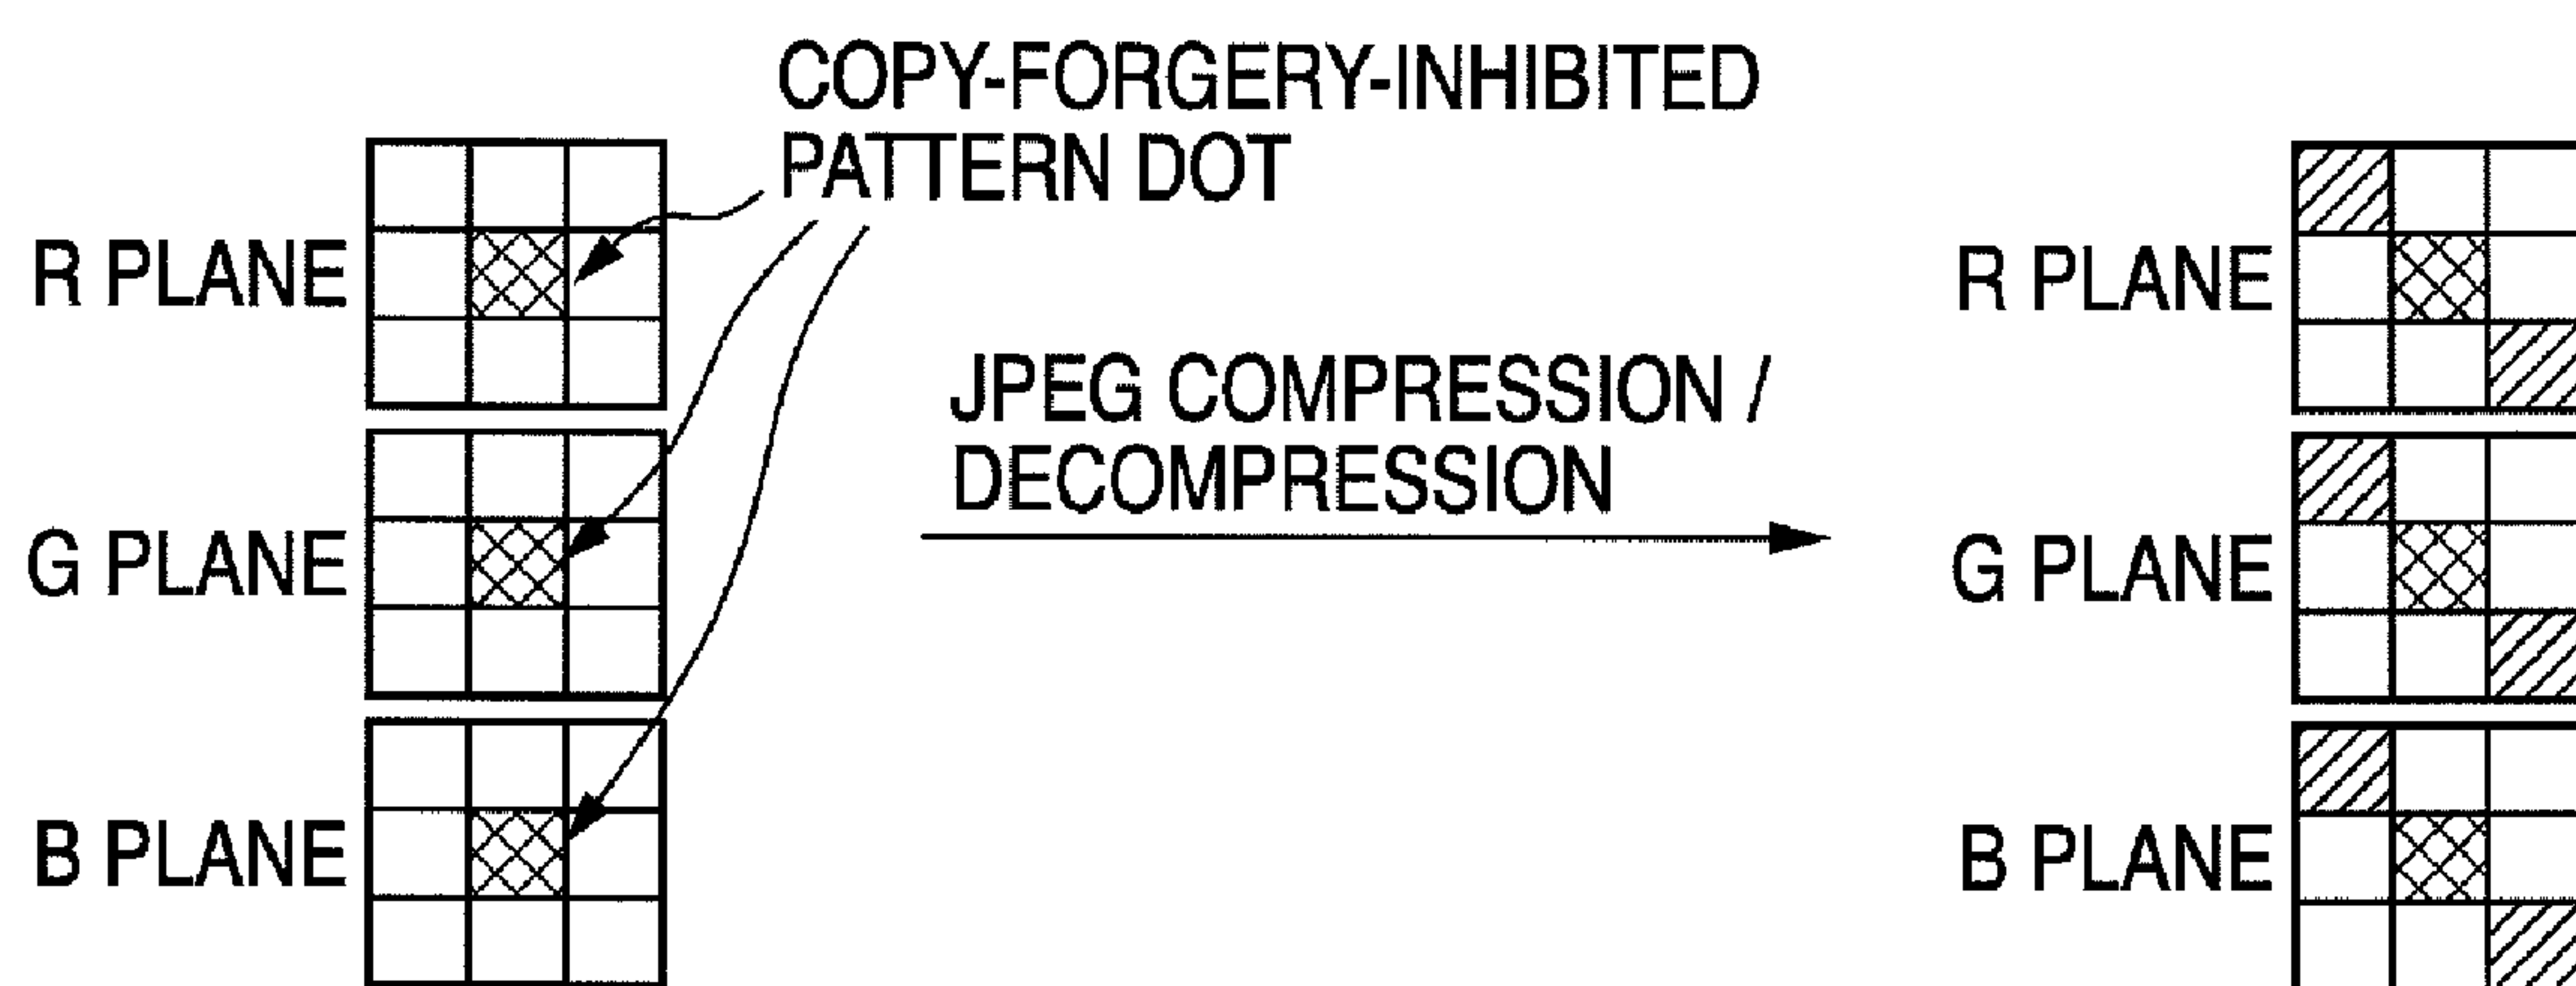 COPY-FORGERY-INHIBITED
PATTERN DOT
R PLANE
G PLANE
B PLANE
JPEG COMPRESSION /
DECOMPRESSION
R PLANE
G PLANE
B PLANE